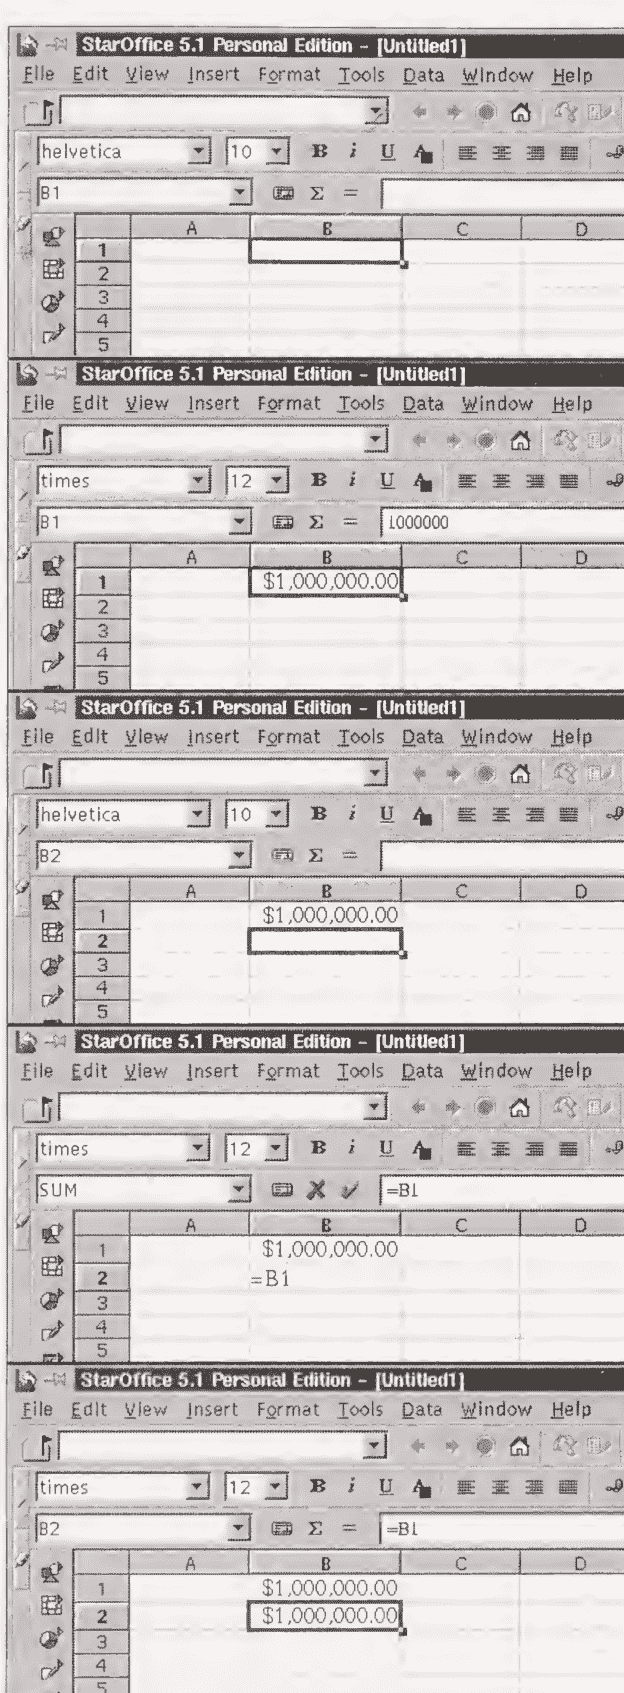 StarOffice 5.1 Personal Edition - [Untitled1]
File Edit View Insert Format Tools Data Window Help
helvetica 10 B i U A
B1 Σ =
A B C D
1
2
3
4
5
StarOffice 5.1 Personal Edition - [Untitled1]
File Edit View Insert Format Tools Data Window Help
times 12 B i U A
B1 Σ = 1000000
A B C D
1 $1,000,000.00
2
3
4
5
StarOffice 5.1 Personal Edition - [Untitled1]
File Edit View Insert Format Tools Data Window Help
helvetica 10 B i U A
B2 Σ =
A B C D
1 $1,000,000.00
2
3
4
5
StarOffice 5.1 Personal Edition - [Untitled1]
File Edit View Insert Format Tools Data Window Help
times 12 B i U A
SUM =B1
A B C D
1 $1,000,000.00
2 =B1
3
4
5
StarOffice 5.1 Personal Edition - [Untitled1]
File Edit View Insert Format Tools Data Window Help
times 12 B i U A
B2 Σ = =B1
A B C D
1 $1,000,000.00
2 $1,000,000.00
3
4
5